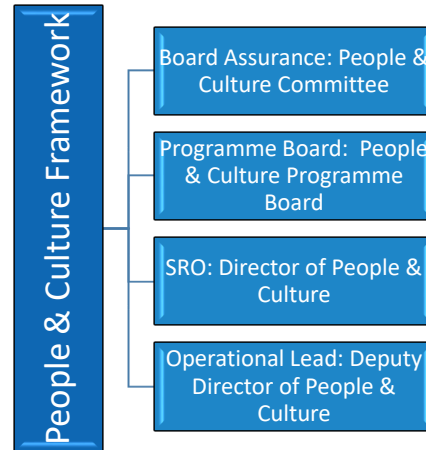 People & Culture Framework
Board Assurance: People &
Culture Committee
Programme Board:  People
& Culture Programme
Board
SRO: Director of People &
Culture
Operational Lead: Deputy
Director of People &
Culture